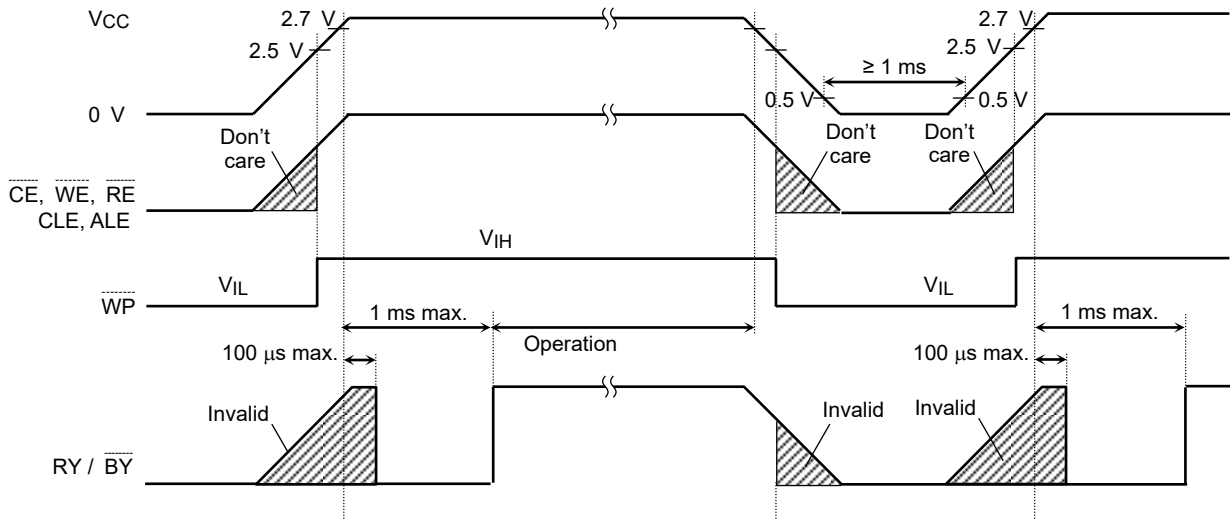 VCC
2.7 V
2.5 V
0 V
2.7 V
2.5 V
≥ 1 ms
0.5 V
0.5 V
Don't
care
Don't
care
Don't
care
CE, WE, RE
CLE, ALE
VIH
VIL
VIL
WP
1 ms max.
Operation
1 ms max.
100 μs max.
100 μs max.
Invalid
Invalid
Invalid
RY / BY